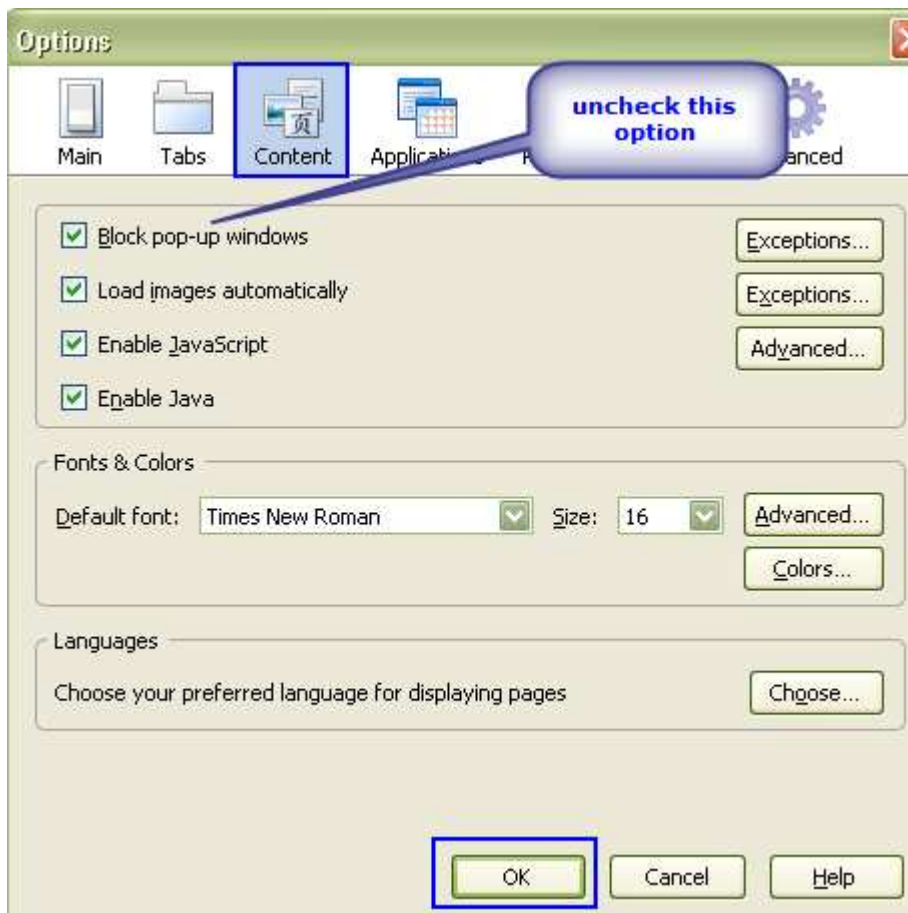 Options
uncheck this
option
Main
Tabs
Content
页
Block pop-up windows
Exceptions...
Load images automatically
Exceptions...
Enable JavaScript
Advanced...
Enable Java
Fonts & Colors
Default font: Times New Roman Size: 16 Advanced...
Colors...
Languages
Choose your preferred language for displaying pages Choose...
OK Cancel Help